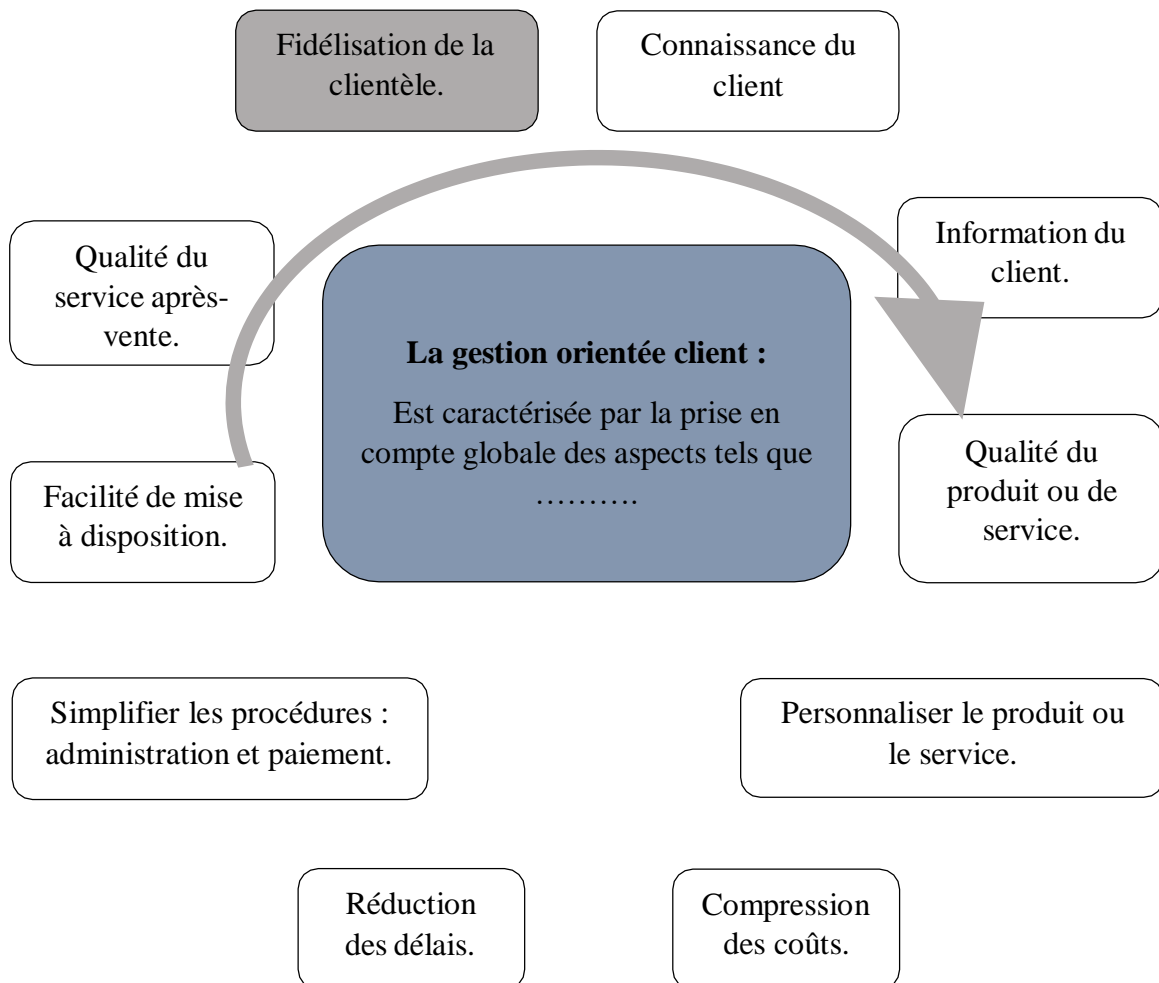 Fidélisation de la
clientèle.
Connaissance du
client
Information du
client.
Qualité du
service après-
vente.
La gestion orientée client :
Est caractérisée par la prise en
compte globale des aspects tels que
……….
Qualité du
produit ou de
service.
Facilité de mise
à disposition.
Simplifier les procédures :
administration et paiement.
Personnaliser le produit ou
le service.
Réduction
des délais.
Compression
des coûts.